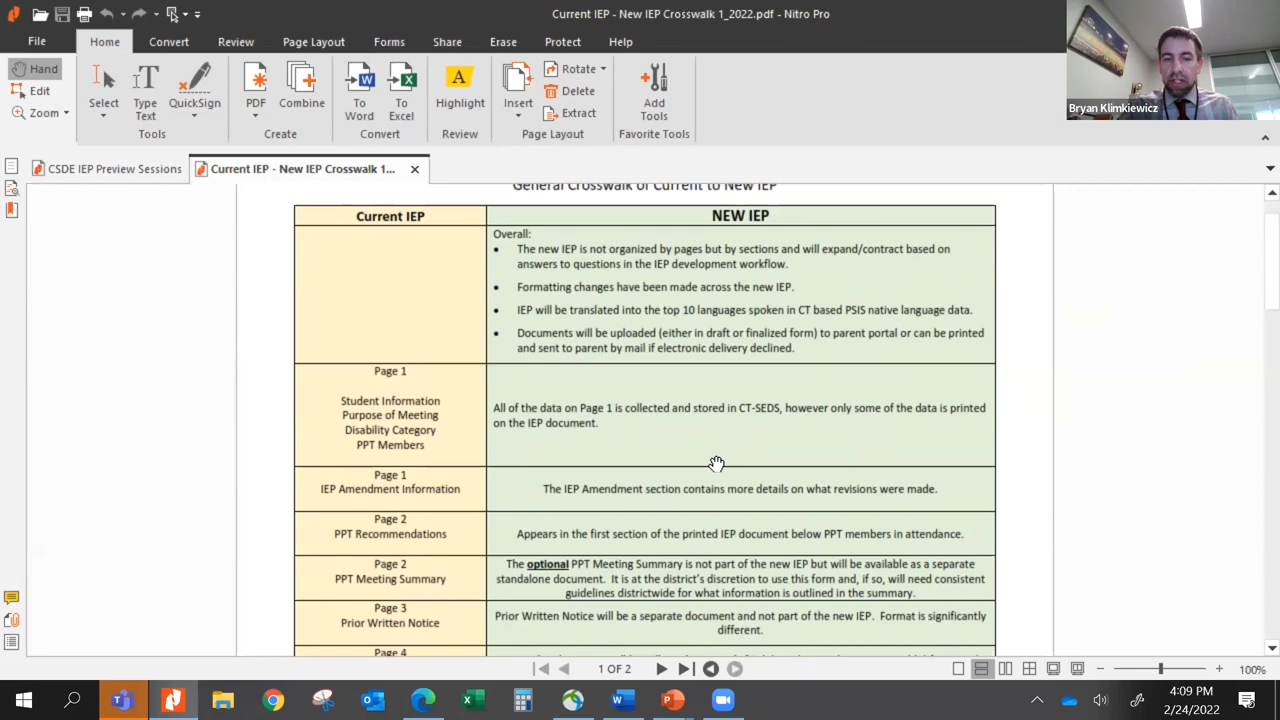 Current IEP - New IEP Crosswalk 1_2022.pdf - Nitro Pro
File
Home
Convert
Review
Page Layout
Forms
Share
Erase
Protect
Help
Hand
Edit
Zoom
Select
Type
Text
QuickSign
Tools
PDF
Combine
Create
To
Word
To
Excel
Convert
Highlight
Review
Insert
Rotate
Delete
Extract
Page Layout
Add
Tools
Favorite Tools
Bryan Klimkiewicz
CSDE IEP Preview Sessions
Current IEP - New IEP Crosswalk 1...
General Crosswalk of Current to New IEP
Current IEP
NEW IEP
Overall:
• The new IEP is not organized by pages but by sections and will expand/contract based on
answers to questions in the IEP development workflow.
• Formatting changes have been made across the new IEP.
• IEP will be translated into the top 10 languages spoken in CT based PSIS native language data.
• Documents will be uploaded (either in draft or finalized form) to parent portal or can be printed
and sent to parent by mail if electronic delivery declined.
Page 1
Student Information
Purpose of Meeting
Disability Category
PPT Members
All of the data on Page 1 is collected and stored in CT-SEDS, however only some of the data is printed
on the IEP document.
Page 1
IEP Amendment Information
The IEP Amendment section contains more details on what revisions were made.
Page 2
PPT Recommendations
Appears in the first section of the printed IEP document below PPT members in attendance.
Page 2
PPT Meeting Summary
The optional PPT Meeting Summary is not part of the new IEP but will be available as a separate
standalone document. It is at the district's discretion to use this form and, if so, will need consistent
guidelines districtwide for what information is outlined in the summary.
Page 3
Prior Written Notice
Prior Written Notice will be a separate document and not part of the new IEP. Format is significantly
different.
Page 4
1 OF 2
100%
4:09 PM
2/24/2022